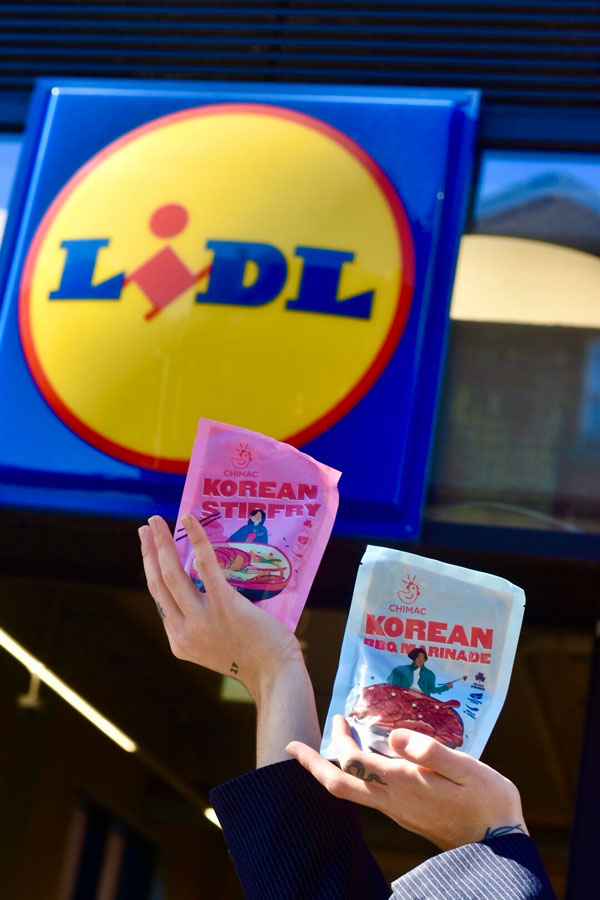 LIDL
CHIMAC
KOREAN
STIRFRY
CHIMAC
KOREAN
BBQ MARINADE